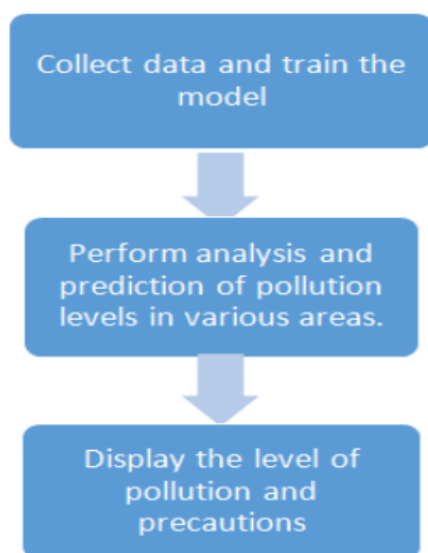 Collect data and train the
model
Perform analysis and
prediction of pollution
levels in various areas.
Display the level of
pollution and
precautions